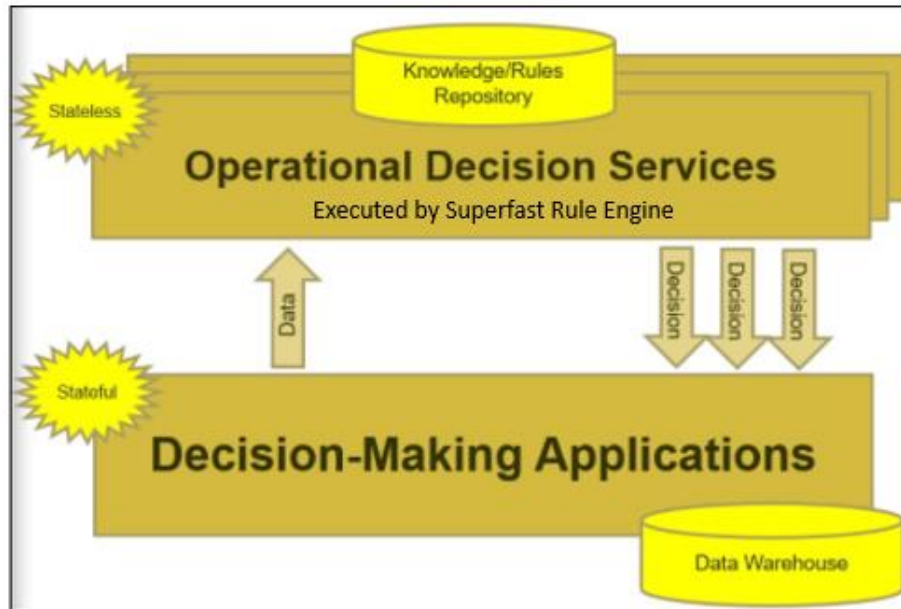 Knowledge/Rules
Repository
Stateless
Operational Decision Services
Executed by Superfast Rule Engine
Data
Decision
Decision
Decision
Stateful
Decision-Making Applications
Data Warehouse